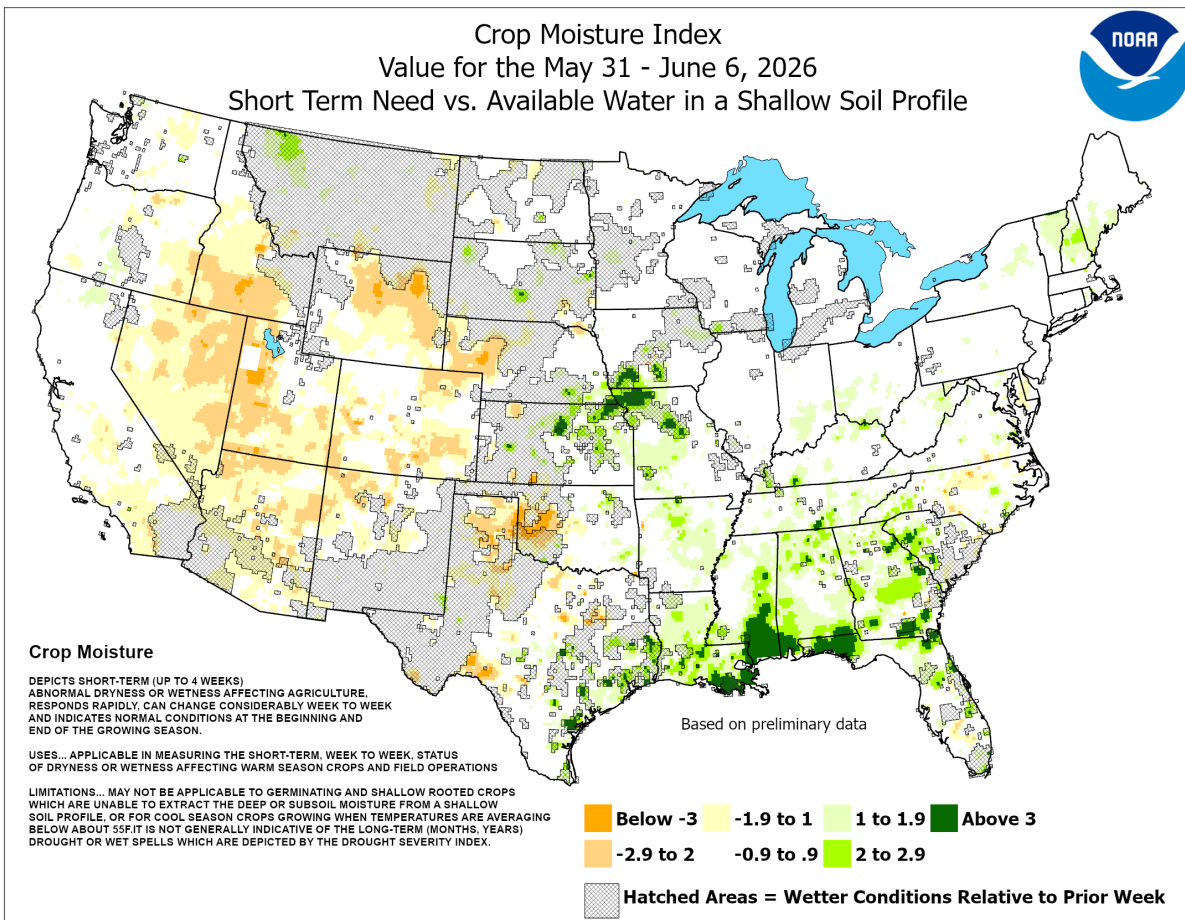 Crop Moisture Index
Value for the May 31 - June 6, 2026
Short Term Need vs. Available Water in a Shallow Soil Profile
NOAA
Crop Moisture
DEPICTS SHORT-TERM (UP TO 4 WEEKS)
ABNORMAL DRYNESS OR WETNESS AFFECTING AGRICULTURE,
RESPONDS RAPIDLY, CAN CHANGE CONSIDERABLY WEEK TO WEEK
AND INDICATES NORMAL CONDITIONS AT THE BEGINNING AND
END OF THE GROWING SEASON.
USES... APPLICABLE IN MEASURING THE SHORT-TERM, WEEK TO WEEK, STATUS
OF DRYNESS OR WETNESS AFFECTING WARM SEASON CROPS AND FIELD OPERATIONS
LIMITATIONS... MAY NOT BE APPLICABLE TO GERMINATING AND SHALLOW ROOTED CROPS
WHICH ARE UNABLE TO EXTRACT THE DEEP OR SUBSOIL MOISTURE FROM A SHALLOW
SOIL PROFILE, OR FOR COOL SEASON CROPS GROWING WHEN TEMPERATURES ARE AVERAGING
BELOW ABOUT 55F.IT IS NOT GENERALLY INDICATIVE OF THE LONG-TERM (MONTHS, YEARS)
DROUGHT OR WET SPELLS WHICH ARE DEPICTED BY THE DROUGHT SEVERITY INDEX.
Based on preliminary data
Below -3 -1.9 to 1 1 to 1.9 Above 3
-2.9 to 2 -0.9 to .9 2 to 2.9
Hatched Areas = Wetter Conditions Relative to Prior Week